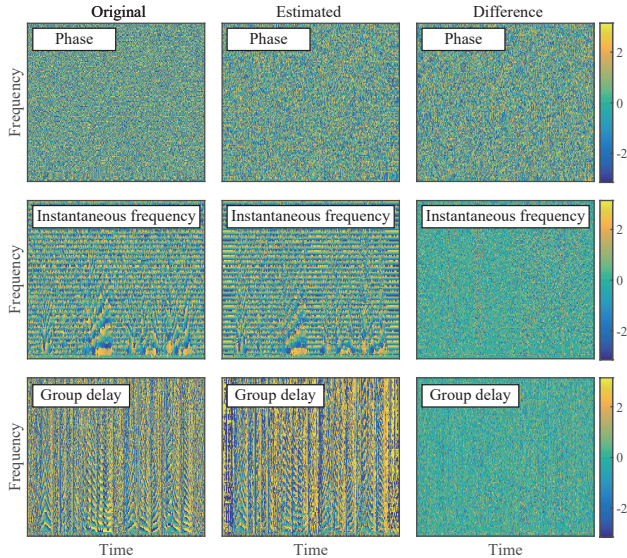 Original Estimated Difference
Phase Phase Phase
Frequency
2
0
-2
Instantaneous frequency Instantaneous frequency Instantaneous frequency
Frequency
2
0
-2
Group delay Group delay Group delay
Frequency
2
0
-2
Time Time Time